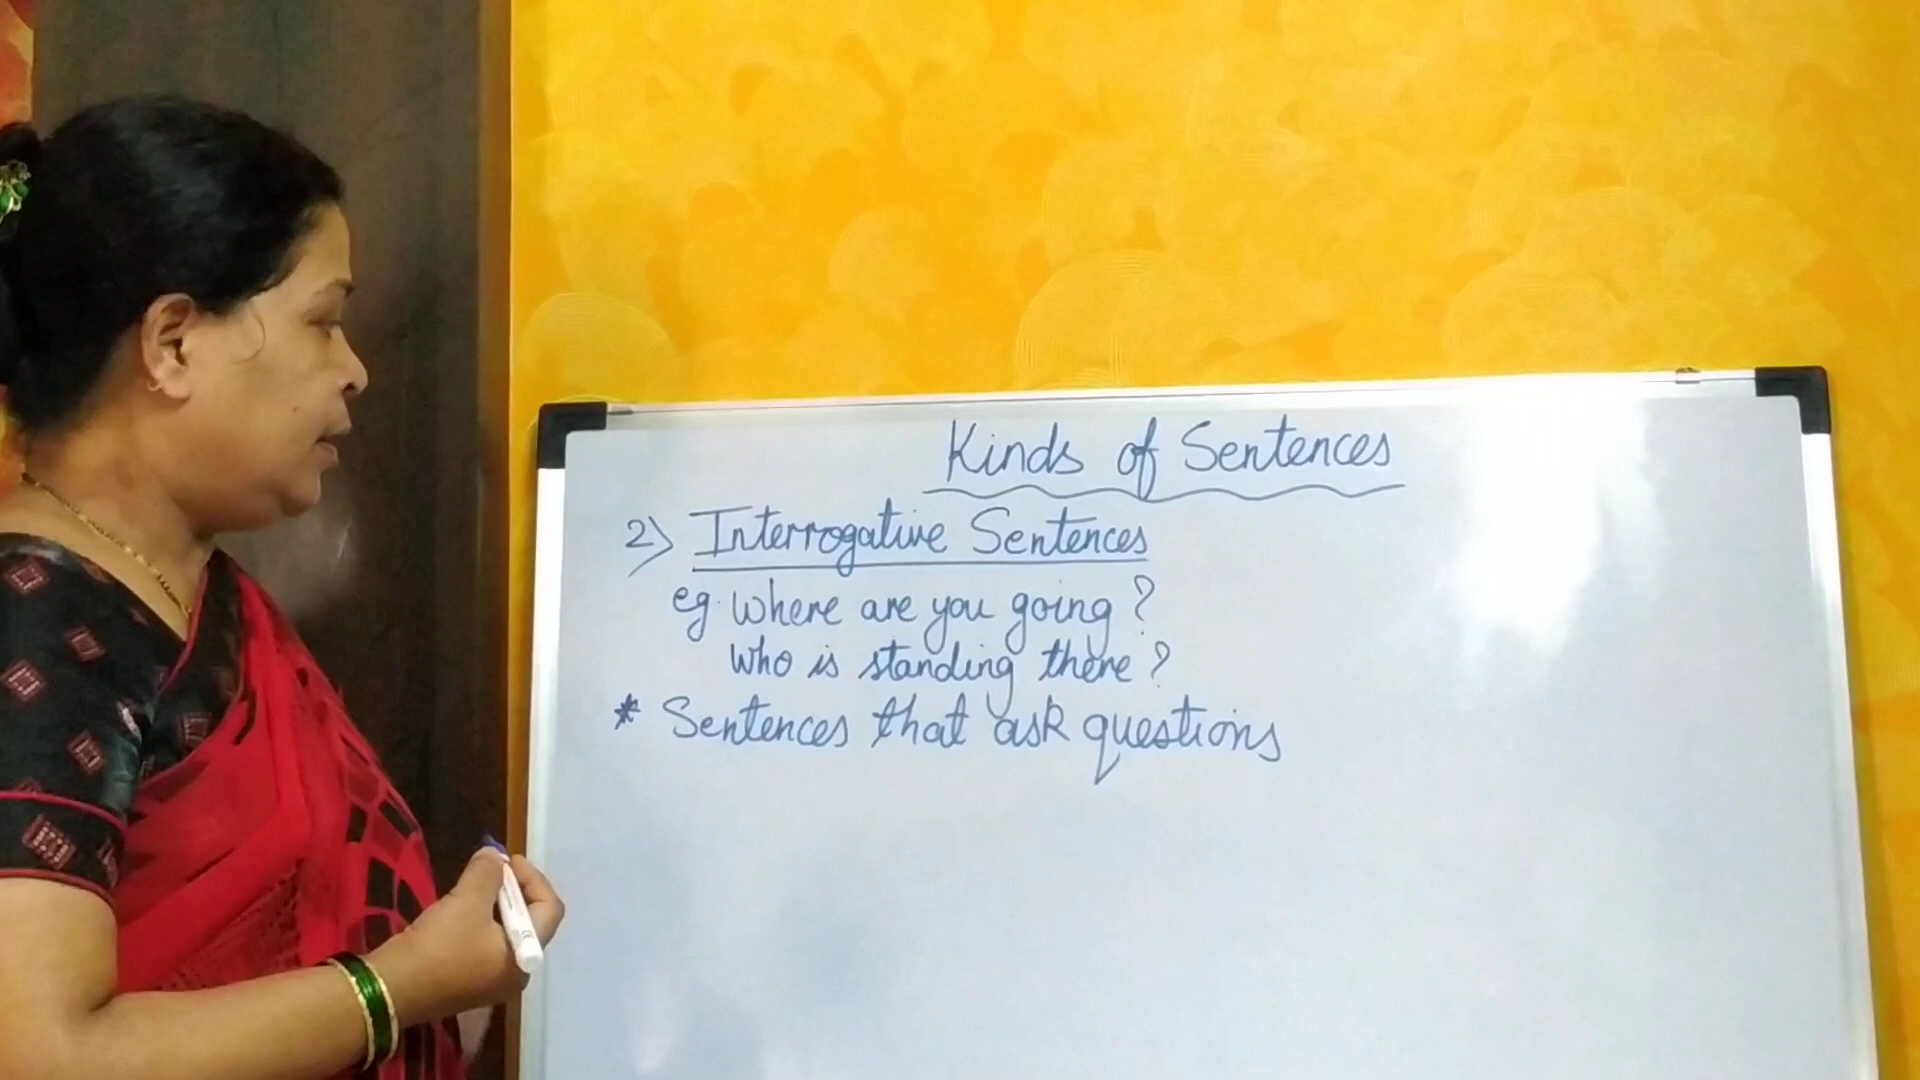 Kinds of Sentences
2) Interrogative Sentences
eg. Where are you going?
Who is standing there?
* Sentences that ask questions